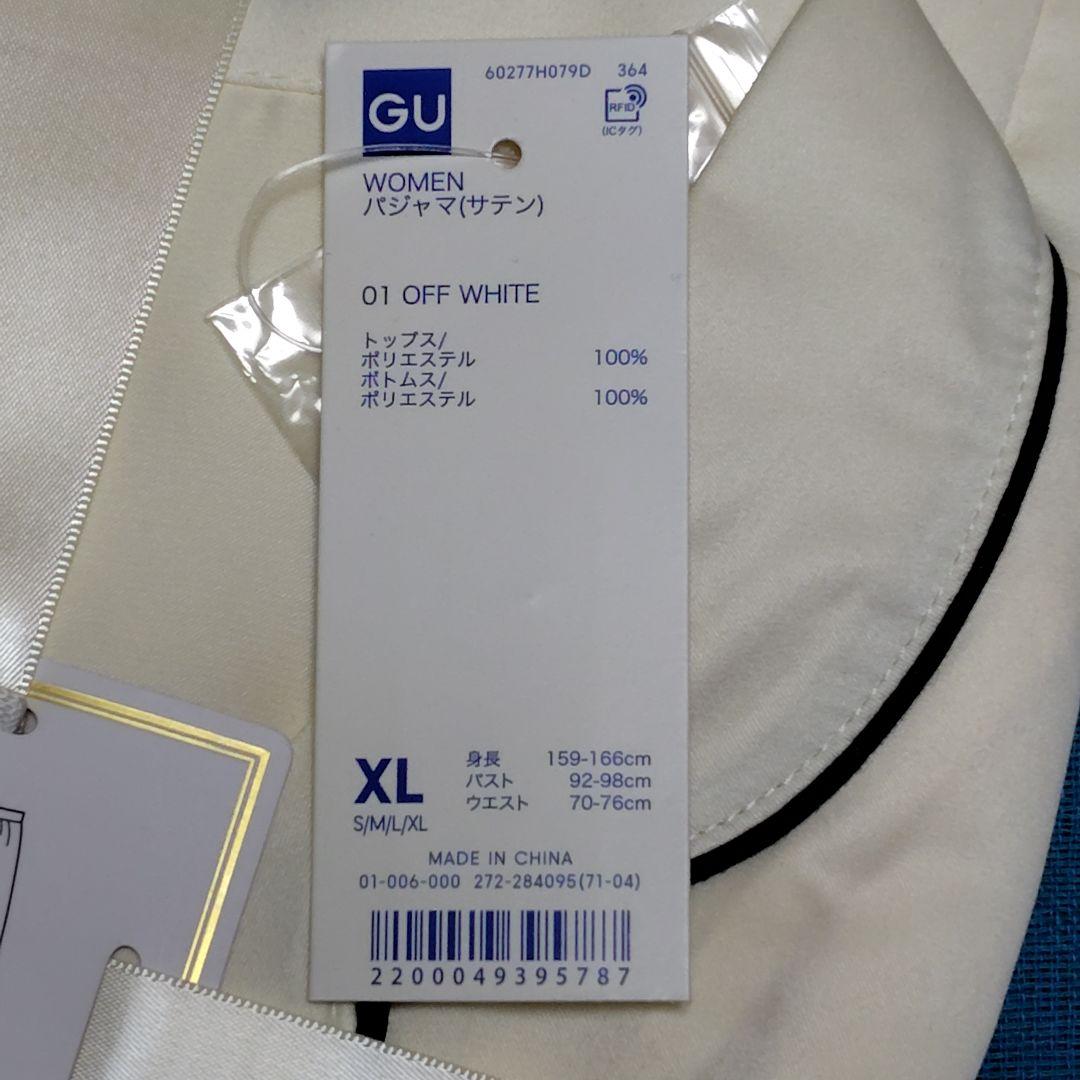 GU
60277H079D 364
RFID
(ICタグ)
WOMEN
パジャマ(サテン)
01 OFF WHITE
トップス/
ポリエステル 100%
ボトムス/
ポリエステル 100%
XL
S/M/L/XL
身長 159-166cm
バスト 92-98cm
ウエスト 70-76cm
MADE IN CHINA
01-006-000 272-284095(71-04)
2200049395787